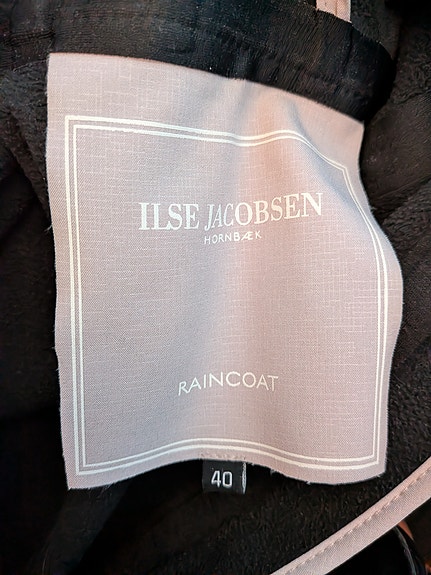 ILSE JACOBSEN
HORNBÆK
RAINCOAT
40